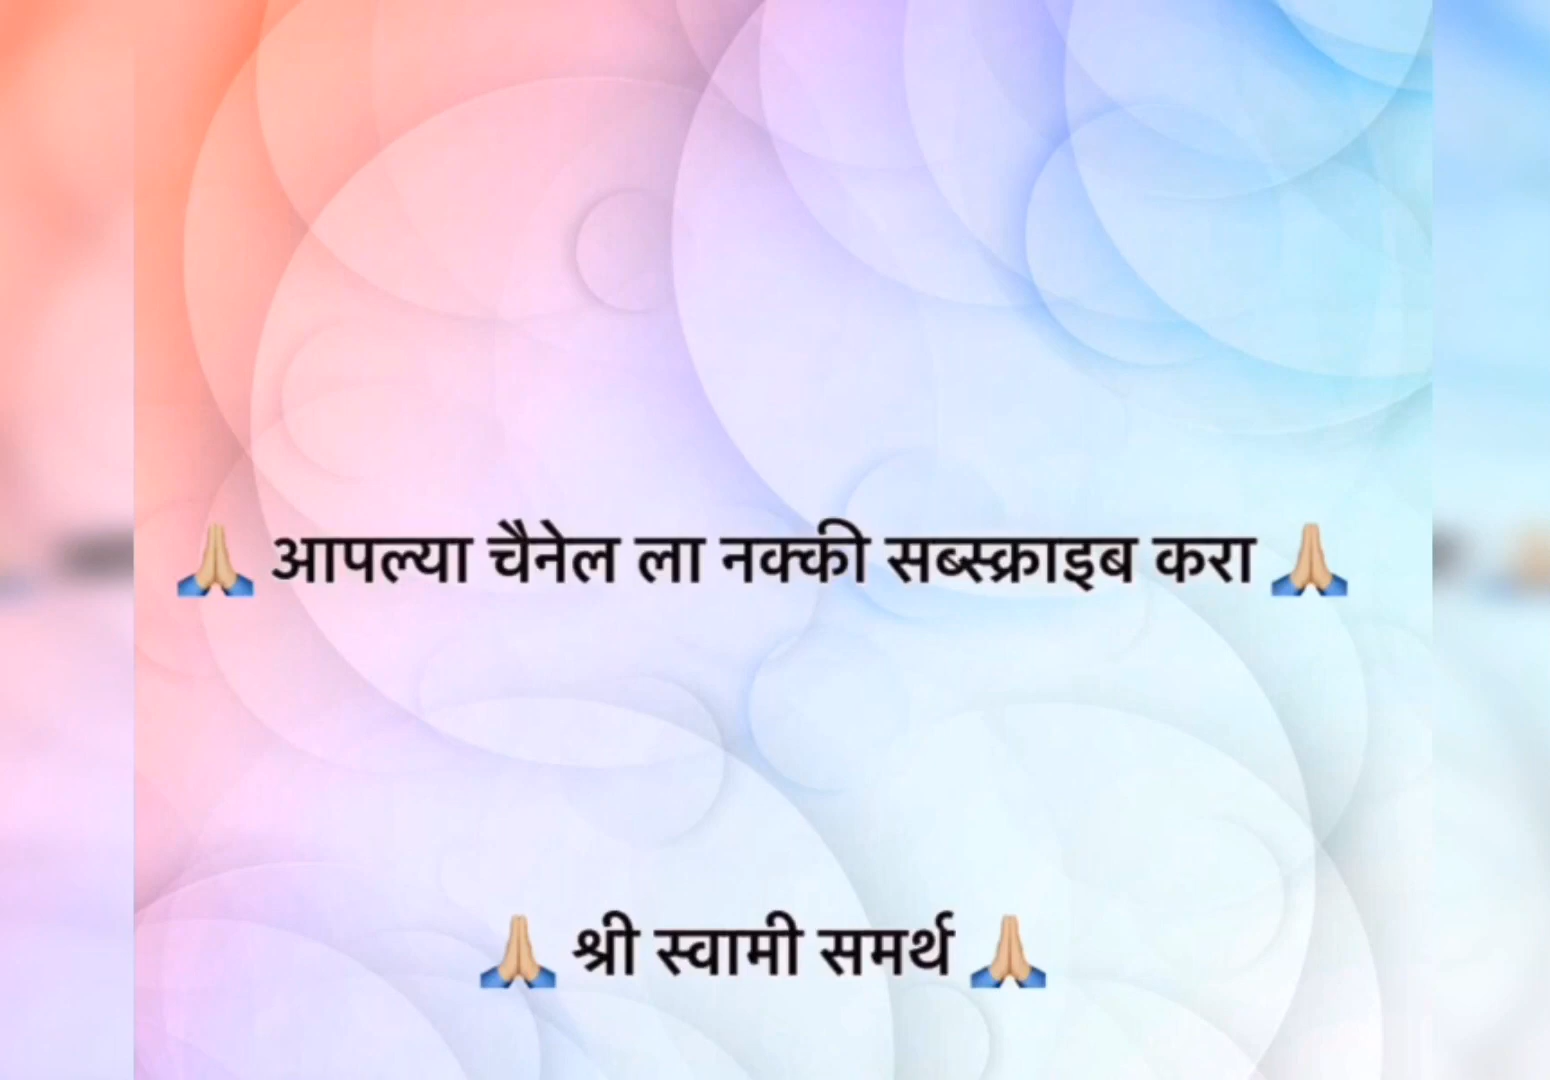 🙏🏼 आपल्या चैनेल ला नक्की सब्स्क्राइब करा 🙏🏼
🙏🏼 श्री स्वामी समर्थ 🙏🏼